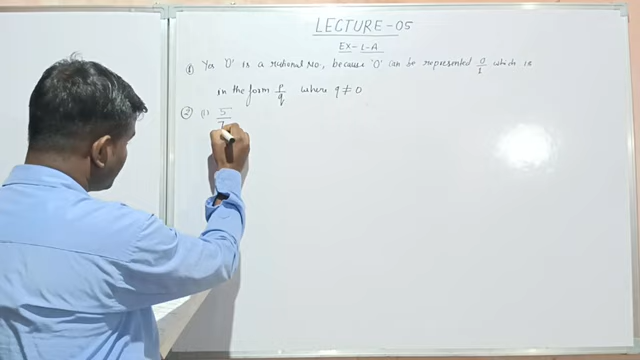 LECTURE-05
EX-1-A
① Yes '0' is a rational no, because '0' can be represented 0/1 which is
in the form p/q where q ≠ 0
② (i) 5/